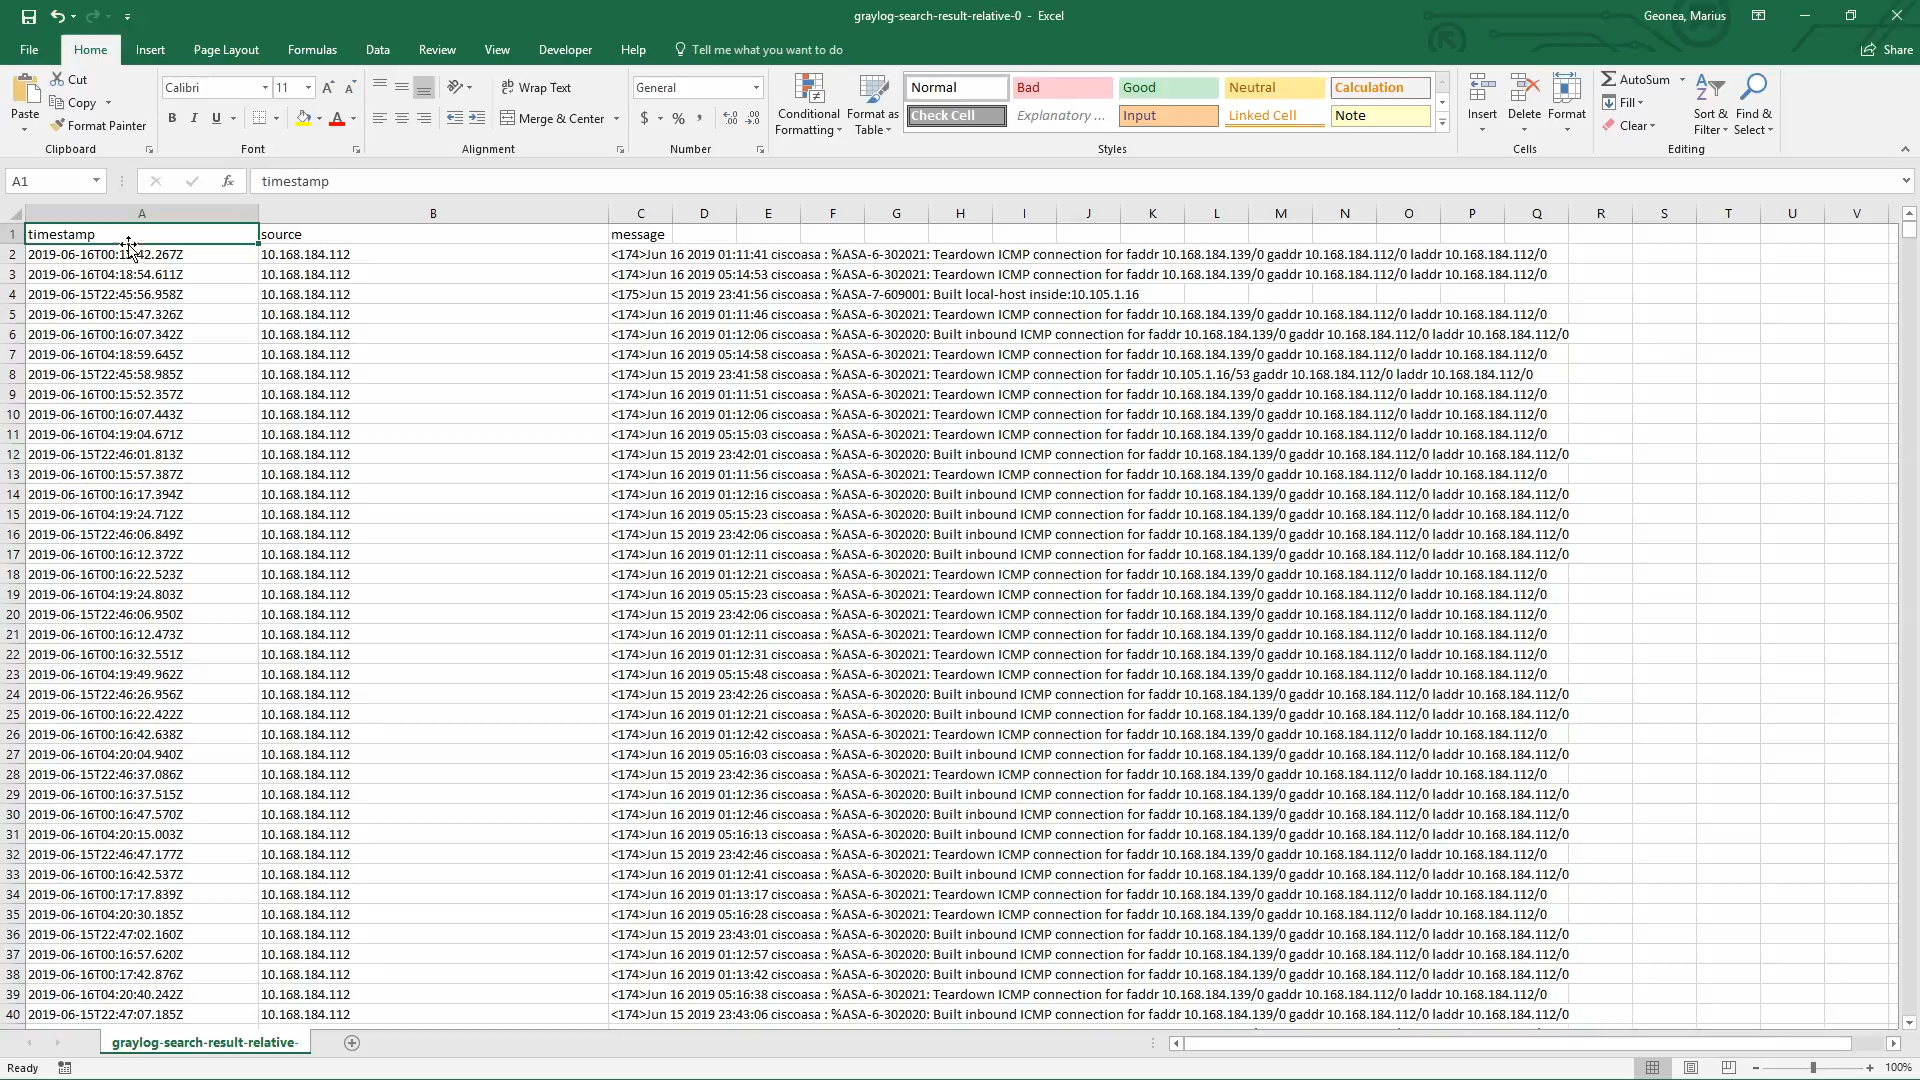 graylog-search-result-relative-0 - Excel
Geonea, Marius
File Home Insert Page Layout Formulas Data Review View Developer Help Tell me what you want to do Share
Paste
Cut
Copy
Format Painter
Clipboard
Calibri 11
B I U
Font
Wrap Text
Merge & Center
Alignment
General
$ % ,
Number
Conditional Formatting
Format as Table
Normal Bad Good Neutral Calculation
Check Cell Explanatory ... Input Linked Cell Note
Styles
Insert Delete Format
Cells
AutoSum
Fill
Clear
Sort & Filter
Find & Select
Editing
A1 fx timestamp
A B C D E F G H I J K L M N O P Q R S T U V
1 timestamp source message
2 2019-06-16T00:1 42.267Z 10.168.184.112 <174>Jun 16 2019 01:11:41 ciscoasa : %ASA-6-302021: Teardown ICMP connection for faddr 10.168.184.139/0 gaddr 10.168.184.112/0 laddr 10.168.184.112/0
3 2019-06-16T04:18:54.611Z 10.168.184.112 <174>Jun 16 2019 05:14:53 ciscoasa : %ASA-6-302021: Teardown ICMP connection for faddr 10.168.184.139/0 gaddr 10.168.184.112/0 laddr 10.168.184.112/0
4 2019-06-15T22:45:56.958Z 10.168.184.112 <175>Jun 15 2019 23:41:56 ciscoasa : %ASA-7-609001: Built local-host inside:10.105.1.16
5 2019-06-16T00:15:47.326Z 10.168.184.112 <174>Jun 16 2019 01:11:46 ciscoasa : %ASA-6-302021: Teardown ICMP connection for faddr 10.168.184.139/0 gaddr 10.168.184.112/0 laddr 10.168.184.112/0
6 2019-06-16T00:16:07.342Z 10.168.184.112 <174>Jun 16 2019 01:12:06 ciscoasa : %ASA-6-302020: Built inbound ICMP connection for faddr 10.168.184.139/0 gaddr 10.168.184.112/0 laddr 10.168.184.112/0
7 2019-06-16T04:18:59.645Z 10.168.184.112 <174>Jun 16 2019 05:14:58 ciscoasa : %ASA-6-302021: Teardown ICMP connection for faddr 10.168.184.139/0 gaddr 10.168.184.112/0 laddr 10.168.184.112/0
8 2019-06-15T22:45:58.985Z 10.168.184.112 <174>Jun 15 2019 23:41:58 ciscoasa : %ASA-6-302021: Teardown ICMP connection for faddr 10.105.1.16/53 gaddr 10.168.184.112/0 laddr 10.168.184.112/0
9 2019-06-16T00:15:52.357Z 10.168.184.112 <174>Jun 16 2019 01:11:51 ciscoasa : %ASA-6-302021: Teardown ICMP connection for faddr 10.168.184.139/0 gaddr 10.168.184.112/0 laddr 10.168.184.112/0
10 2019-06-16T00:16:07.443Z 10.168.184.112 <174>Jun 16 2019 01:12:06 ciscoasa : %ASA-6-302021: Teardown ICMP connection for faddr 10.168.184.139/0 gaddr 10.168.184.112/0 laddr 10.168.184.112/0
11 2019-06-16T04:19:04.671Z 10.168.184.112 <174>Jun 16 2019 05:15:03 ciscoasa : %ASA-6-302021: Teardown ICMP connection for faddr 10.168.184.139/0 gaddr 10.168.184.112/0 laddr 10.168.184.112/0
12 2019-06-15T22:46:01.813Z 10.168.184.112 <174>Jun 15 2019 23:42:01 ciscoasa : %ASA-6-302020: Built inbound ICMP connection for faddr 10.168.184.139/0 gaddr 10.168.184.112/0 laddr 10.168.184.112/0
13 2019-06-16T00:15:57.387Z 10.168.184.112 <174>Jun 16 2019 01:11:56 ciscoasa : %ASA-6-302021: Teardown ICMP connection for faddr 10.168.184.139/0 gaddr 10.168.184.112/0 laddr 10.168.184.112/0
14 2019-06-16T00:16:17.394Z 10.168.184.112 <174>Jun 16 2019 01:12:16 ciscoasa : %ASA-6-302020: Built inbound ICMP connection for faddr 10.168.184.139/0 gaddr 10.168.184.112/0 laddr 10.168.184.112/0
15 2019-06-16T04:19:24.712Z 10.168.184.112 <174>Jun 16 2019 05:15:23 ciscoasa : %ASA-6-302020: Built inbound ICMP connection for faddr 10.168.184.139/0 gaddr 10.168.184.112/0 laddr 10.168.184.112/0
16 2019-06-15T22:46:06.849Z 10.168.184.112 <174>Jun 15 2019 23:42:06 ciscoasa : %ASA-6-302020: Built inbound ICMP connection for faddr 10.168.184.139/0 gaddr 10.168.184.112/0 laddr 10.168.184.112/0
17 2019-06-16T00:16:12.372Z 10.168.184.112 <174>Jun 16 2019 01:12:11 ciscoasa : %ASA-6-302020: Built inbound ICMP connection for faddr 10.168.184.139/0 gaddr 10.168.184.112/0 laddr 10.168.184.112/0
18 2019-06-16T00:16:22.523Z 10.168.184.112 <174>Jun 16 2019 01:12:21 ciscoasa : %ASA-6-302021: Teardown ICMP connection for faddr 10.168.184.139/0 gaddr 10.168.184.112/0 laddr 10.168.184.112/0
19 2019-06-16T04:19:24.803Z 10.168.184.112 <174>Jun 16 2019 05:15:23 ciscoasa : %ASA-6-302021: Teardown ICMP connection for faddr 10.168.184.139/0 gaddr 10.168.184.112/0 laddr 10.168.184.112/0
20 2019-06-15T22:46:06.950Z 10.168.184.112 <174>Jun 15 2019 23:42:06 ciscoasa : %ASA-6-302021: Teardown ICMP connection for faddr 10.168.184.139/0 gaddr 10.168.184.112/0 laddr 10.168.184.112/0
21 2019-06-16T00:16:12.473Z 10.168.184.112 <174>Jun 16 2019 01:12:11 ciscoasa : %ASA-6-302021: Teardown ICMP connection for faddr 10.168.184.139/0 gaddr 10.168.184.112/0 laddr 10.168.184.112/0
22 2019-06-16T00:16:32.551Z 10.168.184.112 <174>Jun 16 2019 01:12:31 ciscoasa : %ASA-6-302021: Teardown ICMP connection for faddr 10.168.184.139/0 gaddr 10.168.184.112/0 laddr 10.168.184.112/0
23 2019-06-16T04:19:49.962Z 10.168.184.112 <174>Jun 16 2019 05:15:48 ciscoasa : %ASA-6-302021: Teardown ICMP connection for faddr 10.168.184.139/0 gaddr 10.168.184.112/0 laddr 10.168.184.112/0
24 2019-06-15T22:46:26.956Z 10.168.184.112 <174>Jun 15 2019 23:42:26 ciscoasa : %ASA-6-302020: Built inbound ICMP connection for faddr 10.168.184.139/0 gaddr 10.168.184.112/0 laddr 10.168.184.112/0
25 2019-06-16T00:16:22.422Z 10.168.184.112 <174>Jun 16 2019 01:12:21 ciscoasa : %ASA-6-302020: Built inbound ICMP connection for faddr 10.168.184.139/0 gaddr 10.168.184.112/0 laddr 10.168.184.112/0
26 2019-06-16T00:16:42.638Z 10.168.184.112 <174>Jun 16 2019 01:12:42 ciscoasa : %ASA-6-302021: Teardown ICMP connection for faddr 10.168.184.139/0 gaddr 10.168.184.112/0 laddr 10.168.184.112/0
27 2019-06-16T04:20:04.940Z 10.168.184.112 <174>Jun 16 2019 05:16:03 ciscoasa : %ASA-6-302020: Built inbound ICMP connection for faddr 10.168.184.139/0 gaddr 10.168.184.112/0 laddr 10.168.184.112/0
28 2019-06-15T22:46:37.086Z 10.168.184.112 <174>Jun 15 2019 23:42:36 ciscoasa : %ASA-6-302021: Teardown ICMP connection for faddr 10.168.184.139/0 gaddr 10.168.184.112/0 laddr 10.168.184.112/0
29 2019-06-16T00:16:37.515Z 10.168.184.112 <174>Jun 16 2019 01:12:36 ciscoasa : %ASA-6-302020: Built inbound ICMP connection for faddr 10.168.184.139/0 gaddr 10.168.184.112/0 laddr 10.168.184.112/0
30 2019-06-16T00:16:47.570Z 10.168.184.112 <174>Jun 16 2019 01:12:46 ciscoasa : %ASA-6-302020: Built inbound ICMP connection for faddr 10.168.184.139/0 gaddr 10.168.184.112/0 laddr 10.168.184.112/0
31 2019-06-16T04:20:15.003Z 10.168.184.112 <174>Jun 16 2019 05:16:13 ciscoasa : %ASA-6-302020: Built inbound ICMP connection for faddr 10.168.184.139/0 gaddr 10.168.184.112/0 laddr 10.168.184.112/0
32 2019-06-15T22:46:47.177Z 10.168.184.112 <174>Jun 15 2019 23:42:46 ciscoasa : %ASA-6-302021: Teardown ICMP connection for faddr 10.168.184.139/0 gaddr 10.168.184.112/0 laddr 10.168.184.112/0
33 2019-06-16T00:16:42.537Z 10.168.184.112 <174>Jun 16 2019 01:12:41 ciscoasa : %ASA-6-302020: Built inbound ICMP connection for faddr 10.168.184.139/0 gaddr 10.168.184.112/0 laddr 10.168.184.112/0
34 2019-06-16T00:17:17.839Z 10.168.184.112 <174>Jun 16 2019 01:13:17 ciscoasa : %ASA-6-302021: Teardown ICMP connection for faddr 10.168.184.139/0 gaddr 10.168.184.112/0 laddr 10.168.184.112/0
35 2019-06-16T04:20:30.185Z 10.168.184.112 <174>Jun 16 2019 05:16:28 ciscoasa : %ASA-6-302021: Teardown ICMP connection for faddr 10.168.184.139/0 gaddr 10.168.184.112/0 laddr 10.168.184.112/0
36 2019-06-15T22:47:02.160Z 10.168.184.112 <174>Jun 15 2019 23:43:01 ciscoasa : %ASA-6-302020: Built inbound ICMP connection for faddr 10.168.184.139/0 gaddr 10.168.184.112/0 laddr 10.168.184.112/0
37 2019-06-16T00:16:57.620Z 10.168.184.112 <174>Jun 16 2019 01:12:57 ciscoasa : %ASA-6-302020: Built inbound ICMP connection for faddr 10.168.184.139/0 gaddr 10.168.184.112/0 laddr 10.168.184.112/0
38 2019-06-16T00:17:42.876Z 10.168.184.112 <174>Jun 16 2019 01:13:42 ciscoasa : %ASA-6-302020: Built inbound ICMP connection for faddr 10.168.184.139/0 gaddr 10.168.184.112/0 laddr 10.168.184.112/0
39 2019-06-16T04:20:40.242Z 10.168.184.112 <174>Jun 16 2019 05:16:38 ciscoasa : %ASA-6-302021: Teardown ICMP connection for faddr 10.168.184.139/0 gaddr 10.168.184.112/0 laddr 10.168.184.112/0
40 2019-06-15T22:47:07.185Z 10.168.184.112 <174>Jun 15 2019 23:43:06 ciscoasa : %ASA-6-302020: Built inbound ICMP connection for faddr 10.168.184.139/0 gaddr 10.168.184.112/0 laddr 10.168.184.112/0
graylog-search-result-relative-
Ready 100%